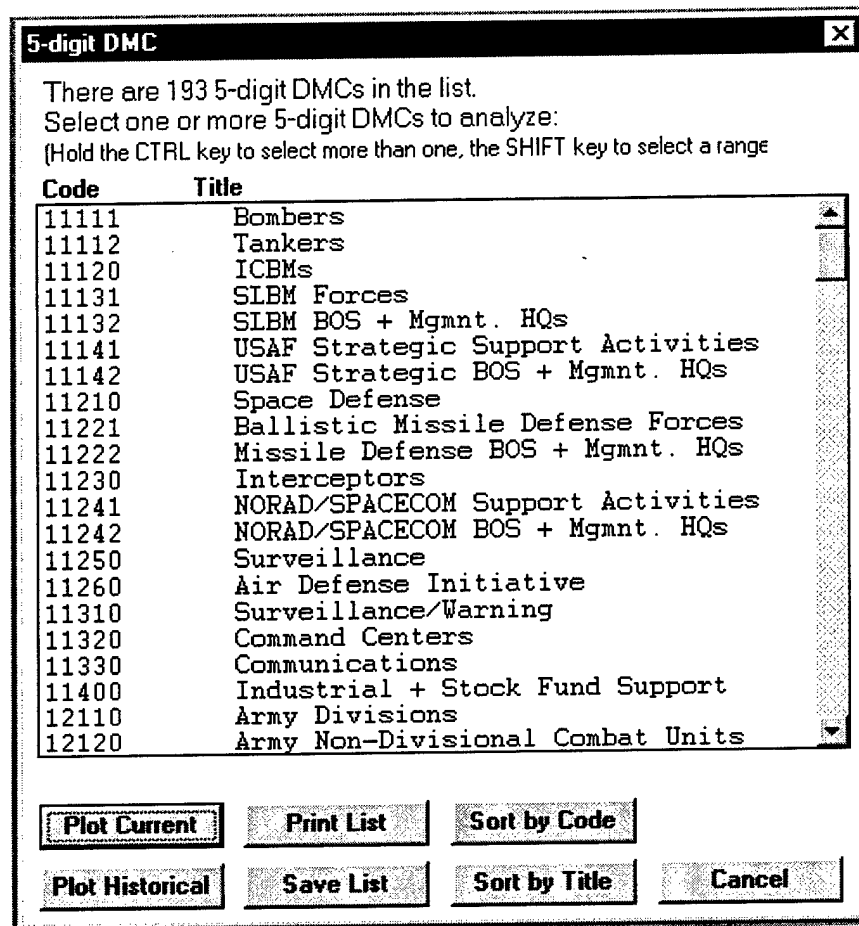 5-digit DMC
There are 193 5-digit DMCs in the list.
Select one or more 5-digit DMCs to analyze:
(Hold the CTRL key to select more than one, the SHIFT key to select a range
Code Title
11111 Bombers
11112 Tankers
11120 ICBMs
11131 SLBM Forces
11132 SLBM BOS + Mgmnt. HQs
11141 USAF Strategic Support Activities
11142 USAF Strategic BOS + Mgmnt. HQs
11210 Space Defense
11221 Ballistic Missile Defense Forces
11222 Missile Defense BOS + Mgmnt. HQs
11230 Interceptors
11241 NORAD/SPACECOM Support Activities
11242 NORAD/SPACECOM BOS + Mgmnt. HQs
11250 Surveillance
11260 Air Defense Initiative
11310 Surveillance/Warning
11320 Command Centers
11330 Communications
11400 Industrial + Stock Fund Support
12110 Army Divisions
12120 Army Non-Divisional Combat Units
Plot Current Print List Sort by Code
Plot Historical Save List Sort by Title Cancel